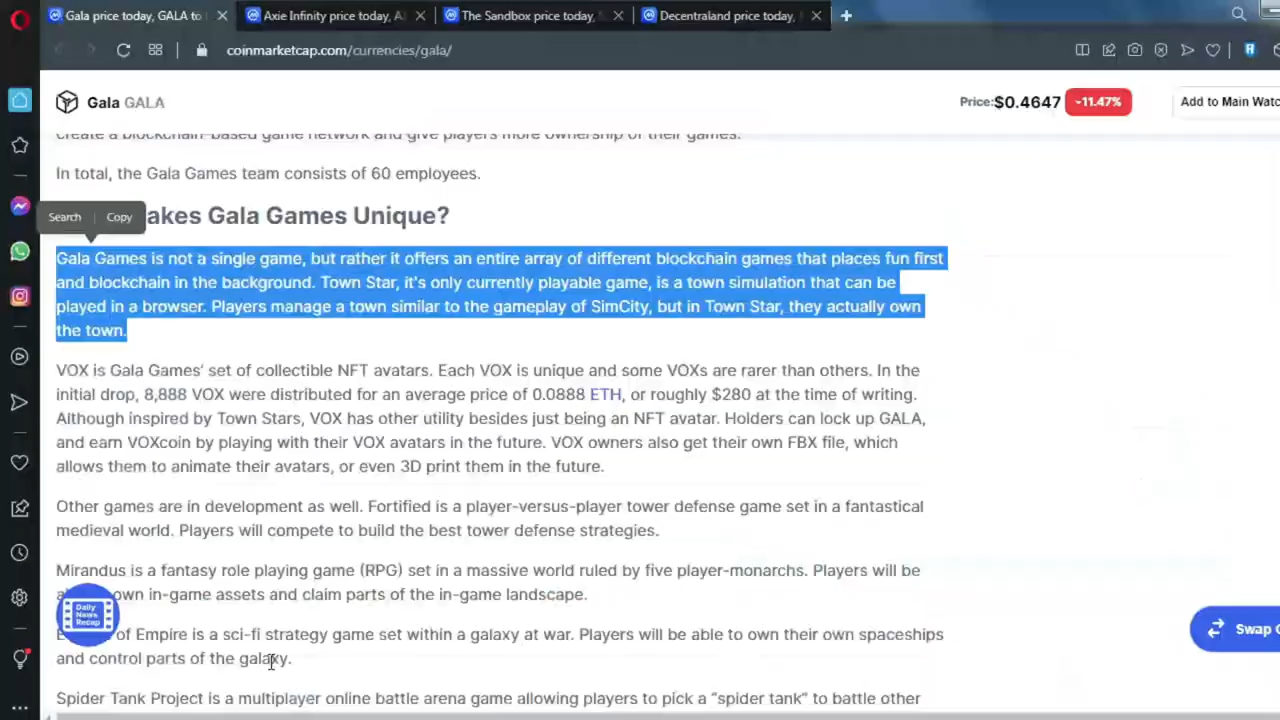 Gala price today, GALA to
Axie Infinity price today, A
The Sandbox price today,
Decentraland price today,
coinmarketcap.com/currencies/gala/
Gala GALA
Price:$0.4647 -11.47%
Add to Main Watc
create a blockchain-based game network and give players more ownership of their games.
In total, the Gala Games team consists of 60 employees.
Search Copy
akes Gala Games Unique?
Gala Games is not a single game, but rather it offers an entire array of different blockchain games that places fun first
and blockchain in the background. Town Star, it's only currently playable game, is a town simulation that can be
played in a browser. Players manage a town similar to the gameplay of SimCity, but in Town Star, they actually own
the town.
VOX is Gala Games’ set of collectible NFT avatars. Each VOX is unique and some VOXs are rarer than others. In the
initial drop, 8,888 VOX were distributed for an average price of 0.0888 ETH, or roughly $280 at the time of writing.
Although inspired by Town Stars, VOX has other utility besides just being an NFT avatar. Holders can lock up GALA,
and earn VOXcoin by playing with their VOX avatars in the future. VOX owners also get their own FBX file, which
allows them to animate their avatars, or even 3D print them in the future.
Other games are in development as well. Fortified is a player-versus-player tower defense game set in a fantastical
medieval world. Players will compete to build the best tower defense strategies.
Mirandus is a fantasy role playing game (RPG) set in a massive world ruled by five player-monarchs. Players will be
own in-game assets and claim parts of the in-game landscape.
Daily
News
Recap
of Empire is a sci-fi strategy game set within a galaxy at war. Players will be able to own their own spaceships
and control parts of the galaxy.
Swap
Spider Tank Project is a multiplayer online battle arena game allowing players to pick a “spider tank” to battle other